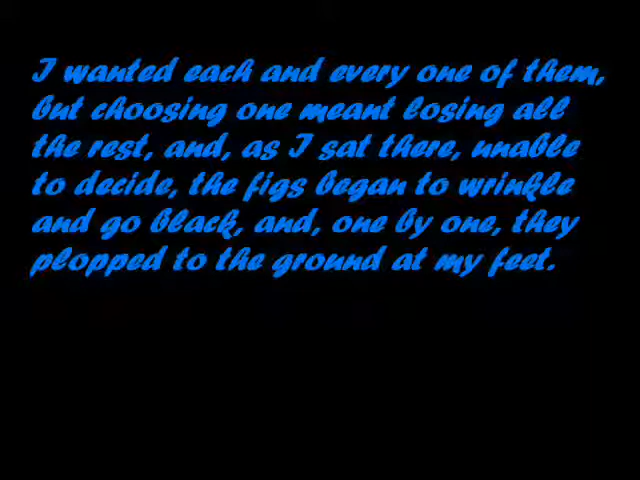 I wanted each and every one of them,
but choosing one meant losing all
the rest, and, as I sat there, unable
to decide, the figs began to wrinkle
and go black, and, one by one, they
plopped to the ground at my feet.